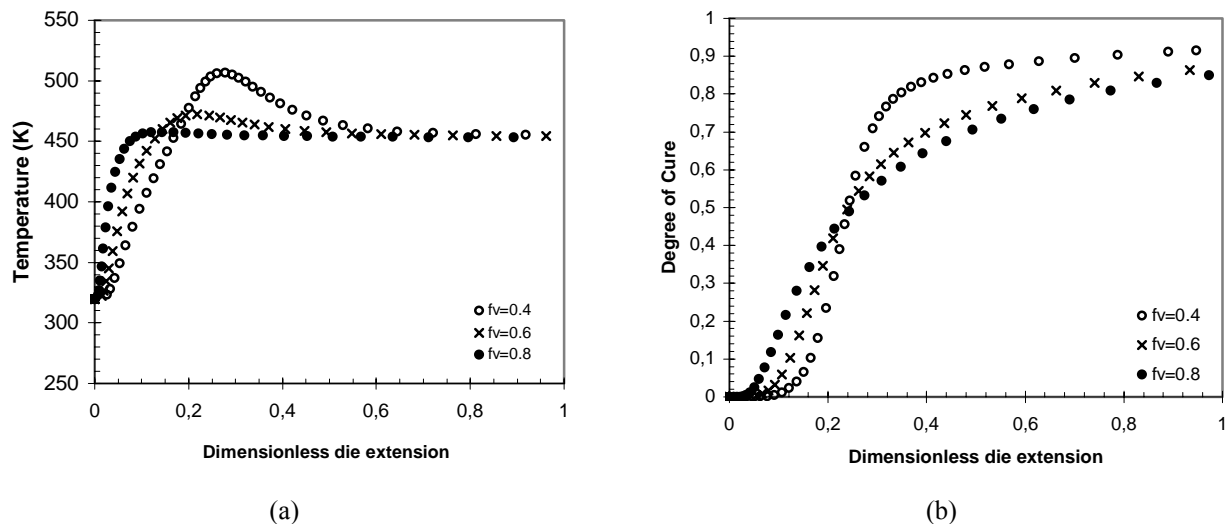 550
500
450
400
350
300
250
Temperature (K)
0
0,2
0,4
0,6
0,8
1
Dimensionless die extension
fv=0.4
fv=0.6
fv=0.8
(a)
1
0,9
0,8
0,7
0,6
0,5
0,4
0,3
0,2
0,1
0
Degree of Cure
0
0,2
0,4
0,6
0,8
1
Dimensionless die extension
fv=0.4
fv=0.6
fv=0.8
(b)